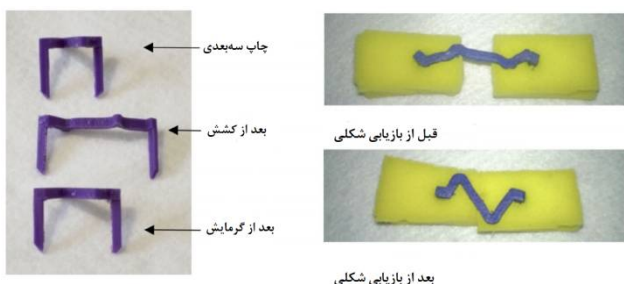 چاپ سه‌بعدی
بعد از کشش
بعد از گرمایش
قبل از بازیابی شکلی
بعد از بازیابی شکلی